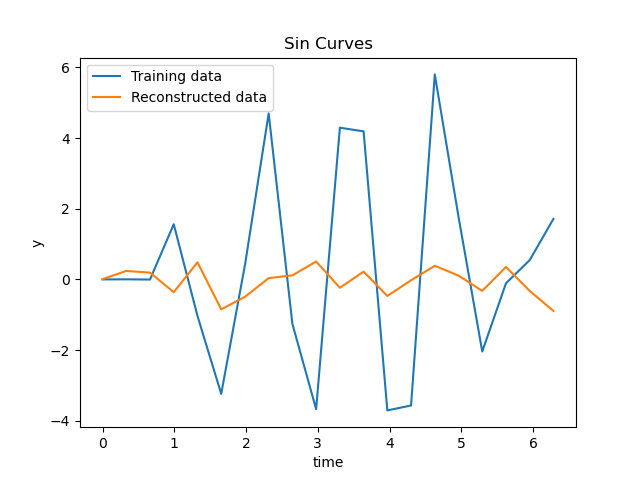 Sin Curves
Training data
Reconstructed data
6
4
2
0
−2
−4
y
0 1 2 3 4 5 6
time